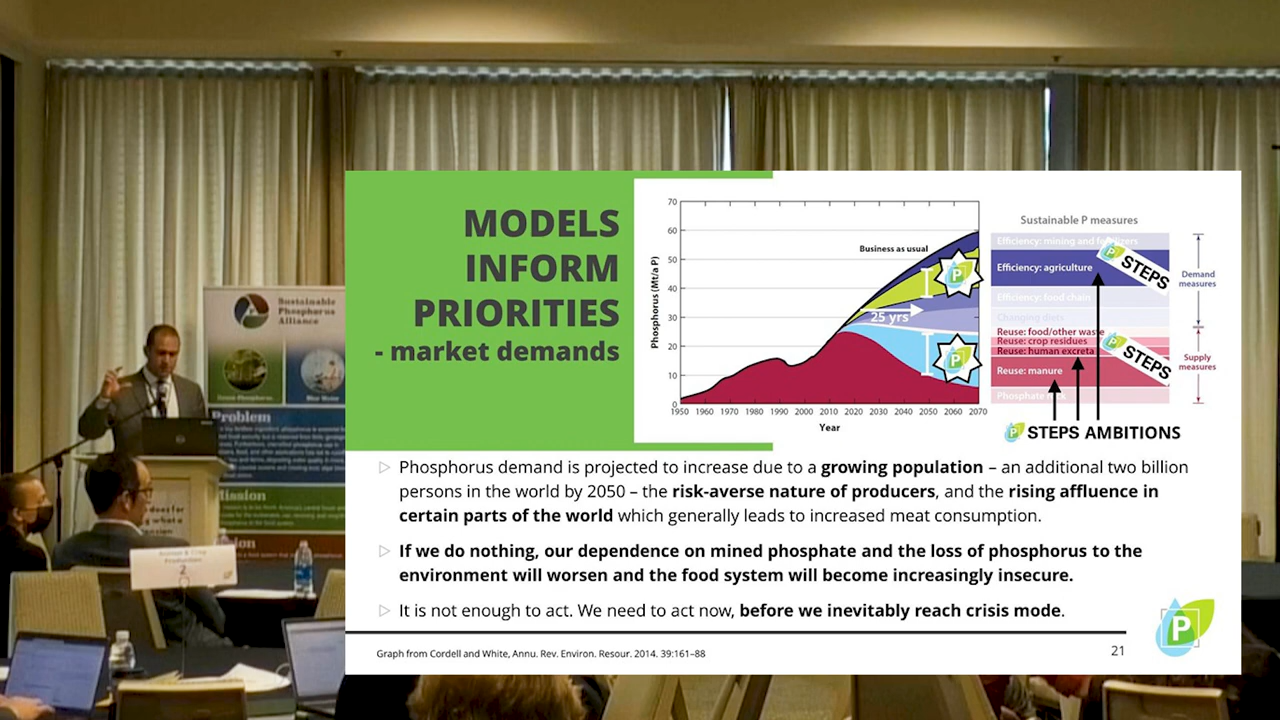 MODELS
INFORM
PRIORITIES
- market demands
70
60
50
40
30
20
10
0
Phosphorus (Mt/a P)
1950 1960 1970 1980 1990 2000 2010 2020 2030 2040 2050 2060 2070
Year
Business as usual
25 yrs
P
P
Sustainable P measures
Efficiency: mining and
Efficiency: agriculture
Efficiency: food chain
Changing diets
Reuse: food/other waste
Reuse: crop residues
Reuse: human excreta
Reuse: manure
Phosphate
P STEPS
P STEPS
Demand
measures
Supply
measures
P STEPS AMBITIONS
▷ Phosphorus demand is projected to increase due to a growing population – an additional two billion
persons in the world by 2050 – the risk-averse nature of producers, and the rising affluence in
certain parts of the world which generally leads to increased meat consumption.
▷ If we do nothing, our dependence on mined phosphate and the loss of phosphorus to the
environment will worsen and the food system will become increasingly insecure.
▷ It is not enough to act. We need to act now, before we inevitably reach crisis mode.
Graph from Cordell and White, Annu. Rev. Environ. Resour. 2014. 39:161–88
21
P
Sustainable
Phosphorus
Alliance
Problem
Mission
2